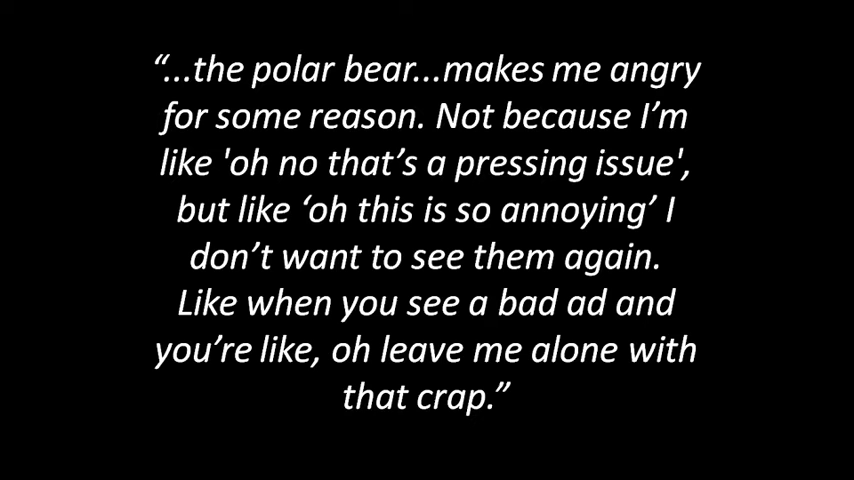 “...the polar bear...makes me angry
for some reason. Not because I’m
like 'oh no that’s a pressing issue',
but like ‘oh this is so annoying’ I
don’t want to see them again.
Like when you see a bad ad and
you’re like, oh leave me alone with
that crap.”